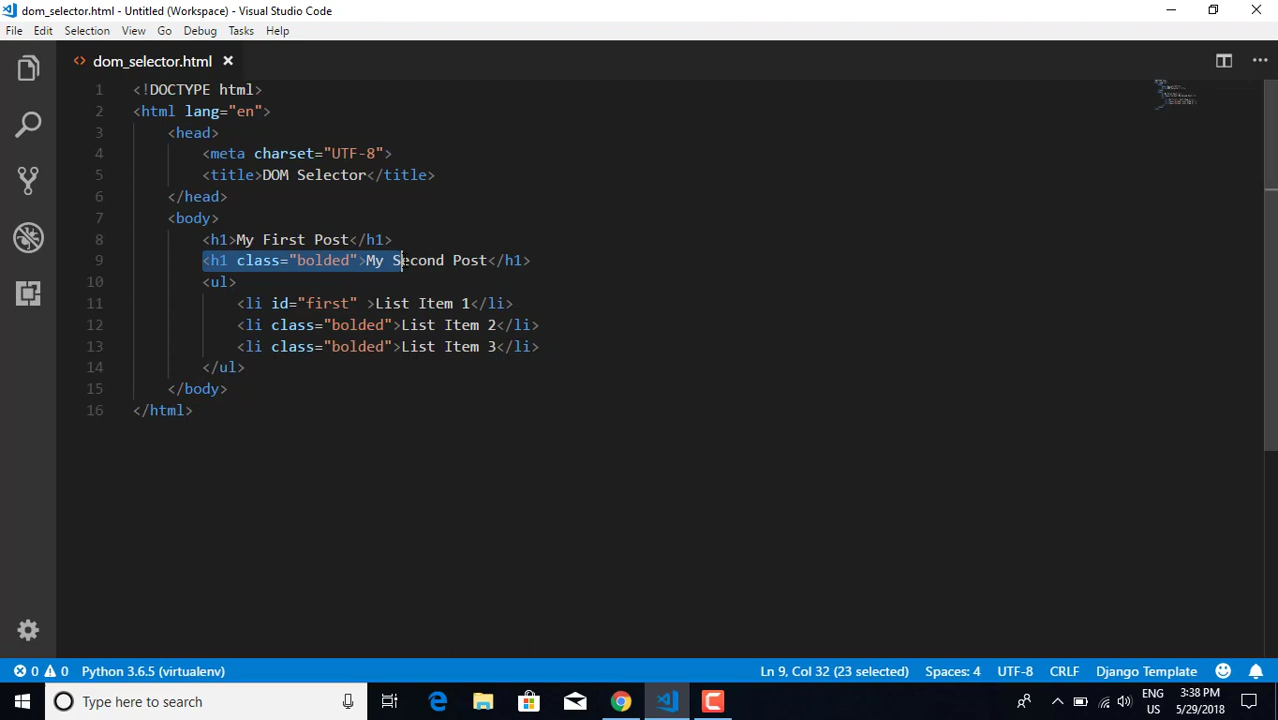 dom_selector.html - Untitled (Workspace) - Visual Studio Code
File Edit Selection View Go Debug Tasks Help
dom_selector.html
1 <!DOCTYPE html>
2 <html lang="en">
3 <head>
4 <meta charset="UTF-8">
5 <title>DOM Selector</title>
6 </head>
7 <body>
8 <h1>My First Post</h1>
9 <h1 class="bolded">My Second Post</h1>
10 <ul>
11 <li id="first" >List Item 1</li>
12 <li class="bolded">List Item 2</li>
13 <li class="bolded">List Item 3</li>
14 </ul>
15 </body>
16 </html>
0 0 Python 3.6.5 (virtualenv) Ln 9, Col 32 (23 selected) Spaces: 4 UTF-8 CRLF Django Template
Type here to search
ENG 3:38 PM
US 5/29/2018